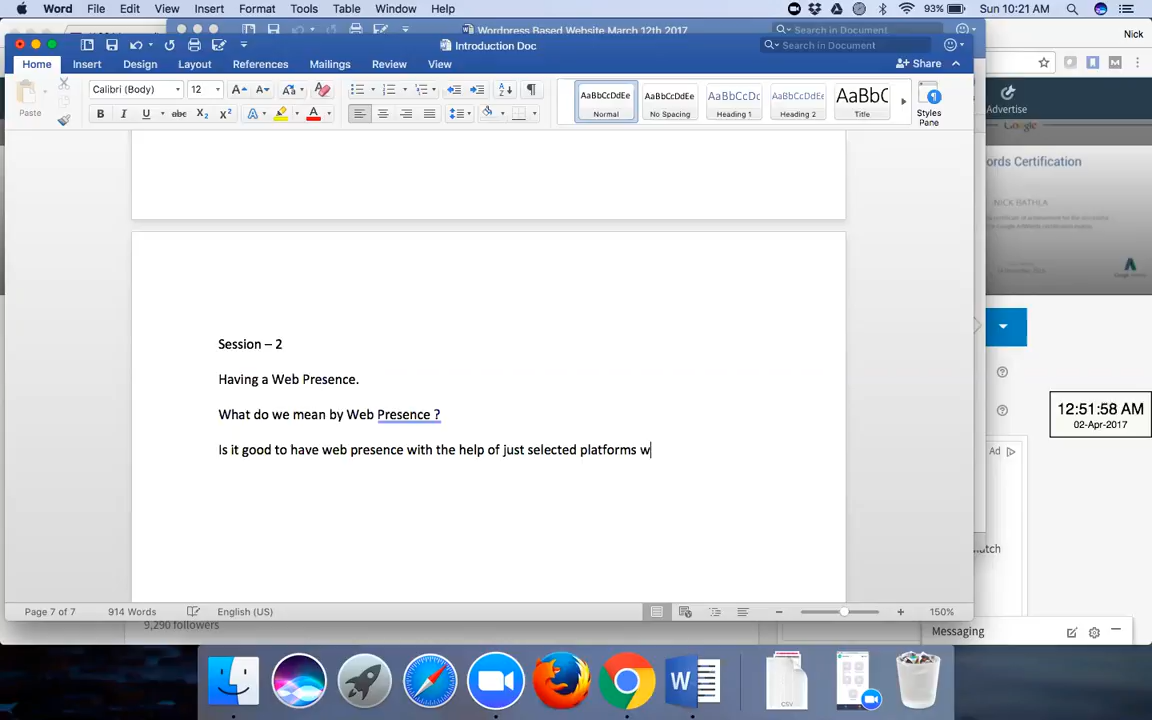 Word File Edit View Insert Format Tools Table Window Help 93% Sun 10:21 AM
Wordpress Based Website March 12th 2017 Search in Document
Introduction Doc Search in Document
Nick
Home Insert Design Layout References Mailings Review View Share
Calibri (Body) 12
Paste
AaBbCcDdEe AaBbCcDdEe AaBbCcDc AaBbCcDdEe AaBbC
Normal No Spacing Heading 1 Heading 2 Title
Styles Pane
Advertise
Google
ords Certification
NICK BATHLA
Session – 2
Having a Web Presence.
What do we mean by Web Presence ?
Is it good to have web presence with the help of just selected platforms w
12:51:58 AM
02-Apr-2017
Ad
Page 7 of 7 914 Words English (US) 150%
9,290 followers
Messaging
CSV